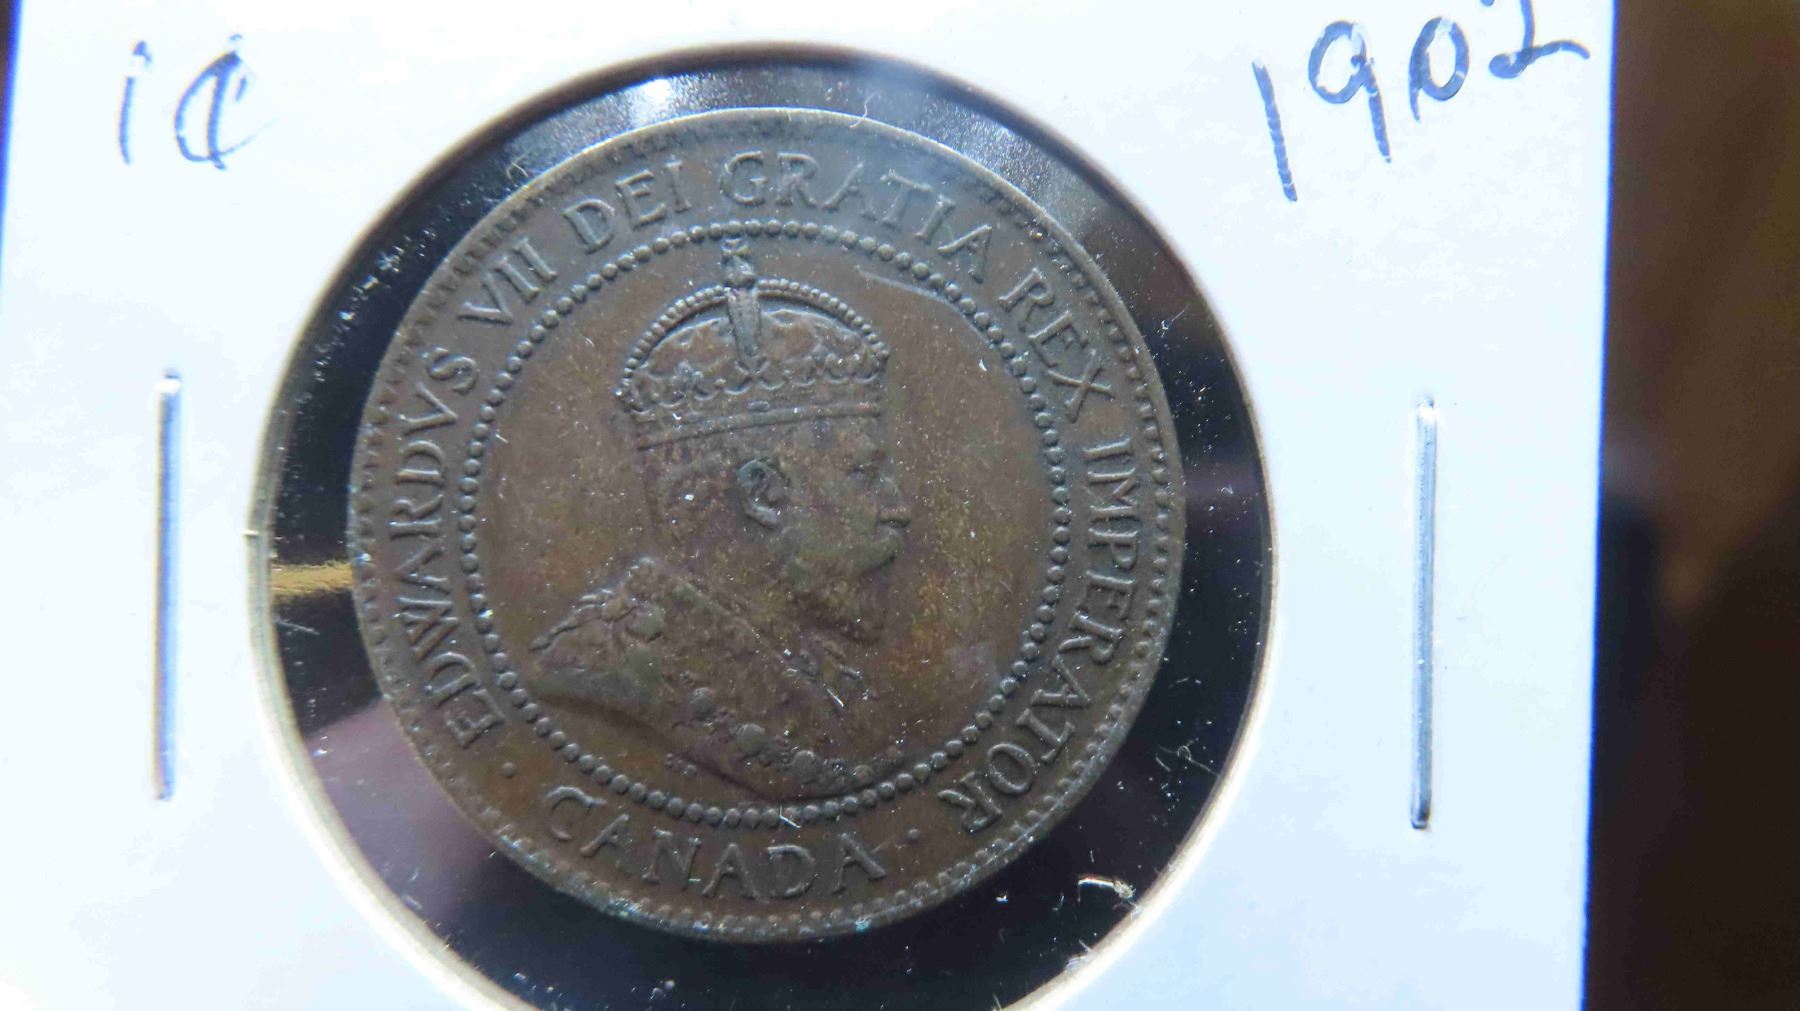 1¢
1902
EDWARDVS VII DEI GRATIA REX IMPERATOR
· CANADA ·